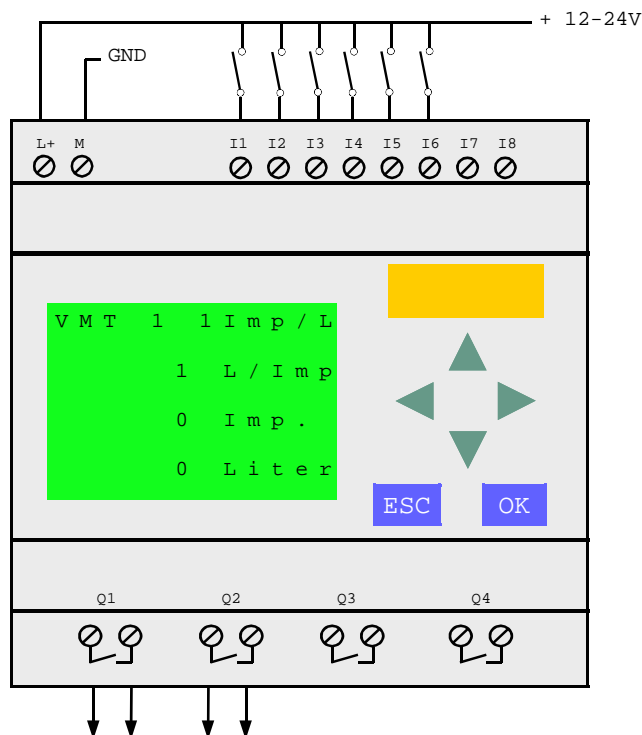 + 12-24V
GND
L+ M I1 I2 I3 I4 I5 I6 I7 I8
VMT 1 1Imp/L
1 L/Imp
0 Imp.
0 Liter
ESC OK
Q1 Q2 Q3 Q4